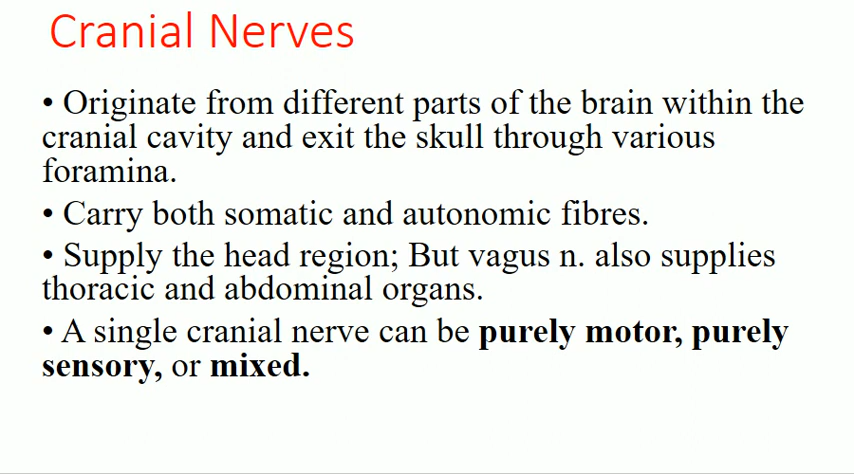 Cranial Nerves
• Originate from different parts of the brain within the
cranial cavity and exit the skull through various
foramina.
• Carry both somatic and autonomic fibres.
• Supply the head region; But vagus n. also supplies
thoracic and abdominal organs.
• A single cranial nerve can be purely motor, purely
sensory, or mixed.